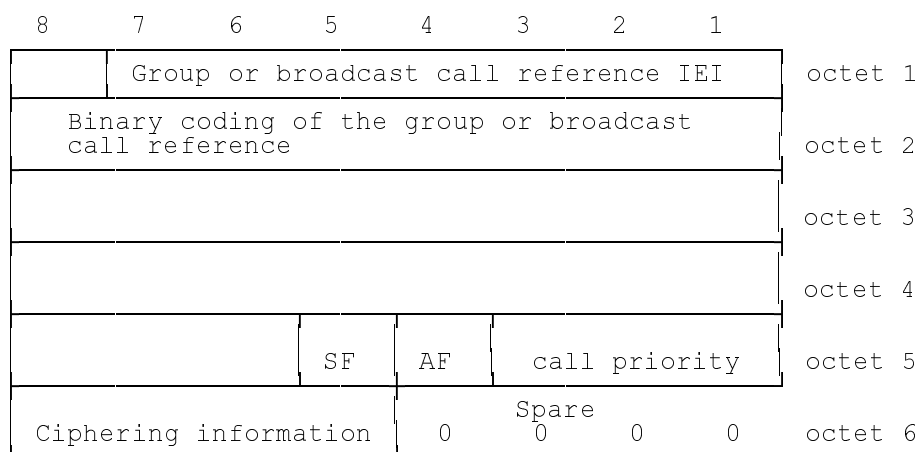 8 7 6 5 4 3 2 1
Group or broadcast call reference IEI octet 1
Binary coding of the group or broadcast
call reference octet 2
octet 3
octet 4
SF AF call priority octet 5
Spare
Ciphering information 0 0 0 0 octet 6